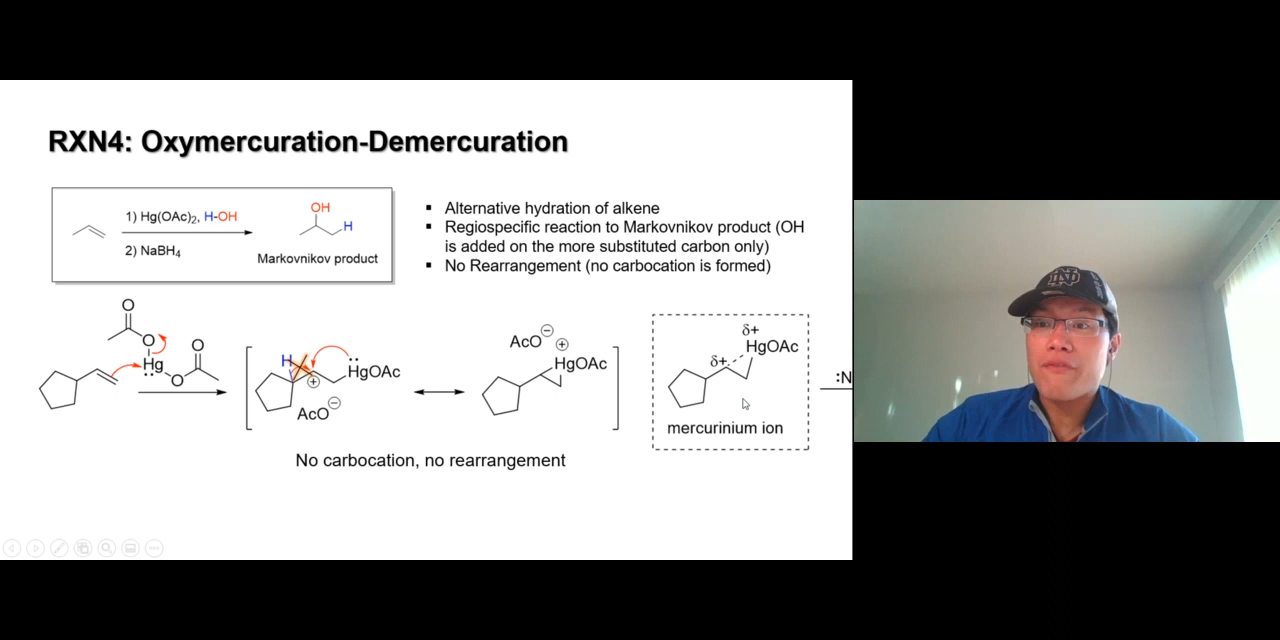 RXN4: Oxymercuration-Demercuration
1) Hg(OAc)₂, H-OH
2) NaBH₄
OH
H
Markovnikov product
▪ Alternative hydration of alkene
▪ Regiospecific reaction to Markovnikov product (OH
is added on the more substituted carbon only)
▪ No Rearrangement (no carbocation is formed)
O
O
Hg
O
O
H
HgOAc
AcO⊖
⊕
AcO⊖
⊕
HgOAc
δ+
HgOAc
δ+
mercurinium ion
:N
No carbocation, no rearrangement
ND